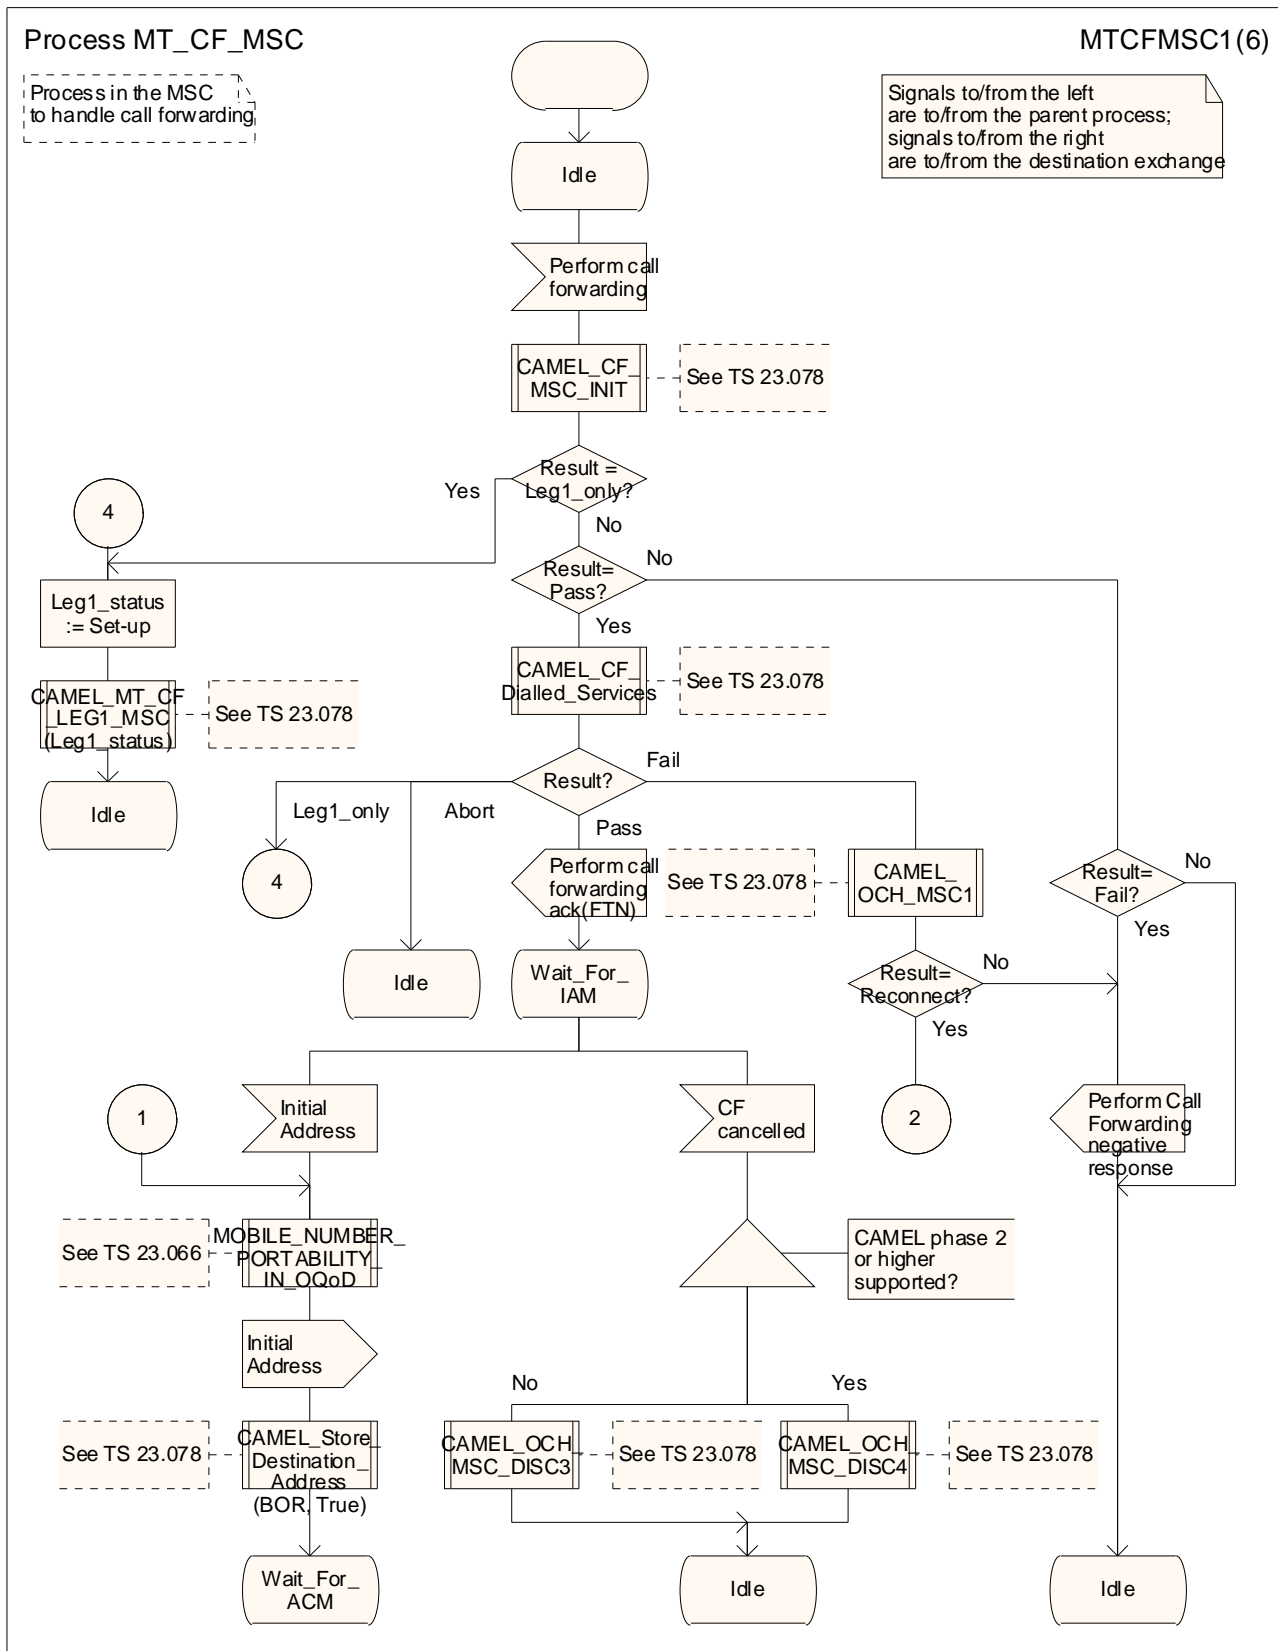 Process MT_CF_MSC
MTCFMSC1(6)
Process in the MSC
to handle call forwarding
Signals to/from the left
are to/from the parent process;
signals to/from the right
are to/from the destination exchange
Idle
Perform call
forwarding
CAMEL_CF_
MSC_INIT
See TS 23.078
Result =
Leg1_only?
Yes
No
4
Result=
Pass?
No
Yes
Leg1_status
:= Set-up
CAMEL_CF_
Dialled_Services
See TS 23.078
CAMEL_MT_CF
_LEG1_MSC
(Leg1_status)
See TS 23.078
Idle
Result?
Fail
Leg1_only
Abort
Pass
4
Perform call
forwarding
ack(FTN)
See TS 23.078
CAMEL_
OCH_MSC1
Result=
Fail?
No
Yes
Idle
Wait_For_
IAM
Result=
Reconnect?
No
Yes
1
Initial
Address
CF
cancelled
2
Perform Call
Forwarding
negative
response
See TS 23.066
MOBILE_NUMBER_
PORTABILITY_
IN_OQoD
CAMEL phase 2
or higher
supported?
Initial
Address
No
Yes
See TS 23.078
CAMEL_Store_
Destination_
Address
(BOR, True)
CAMEL_OCH_
MSC_DISC3
See TS 23.078
CAMEL_OCH_
MSC_DISC4
See TS 23.078
Wait_For_
ACM
Idle
Idle